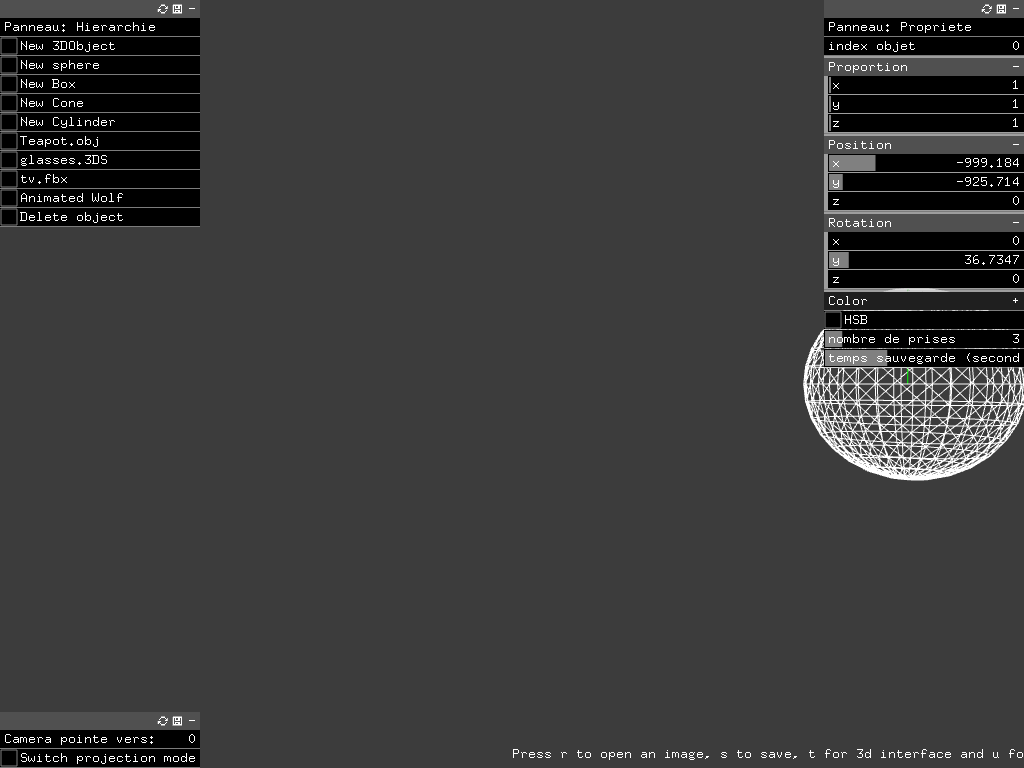 Panneau: Hierarchie
New 3DObject
New sphere
New Box
New Cone
New Cylinder
Teapot.obj
glasses.3DS
tv.fbx
Animated Wolf
Delete object
Panneau: Propriete
index objet 0
Proportion -
x 1
y 1
z 1
Position -
x -999.184
y -925.714
z 0
Rotation -
x 0
y 36.7347
z 0
Color +
HSB
nombre de prises 3
temps sauvegarde (second
Camera pointe vers: 0
Switch projection mode
Press r to open an image, s to save, t for 3d interface and u fo